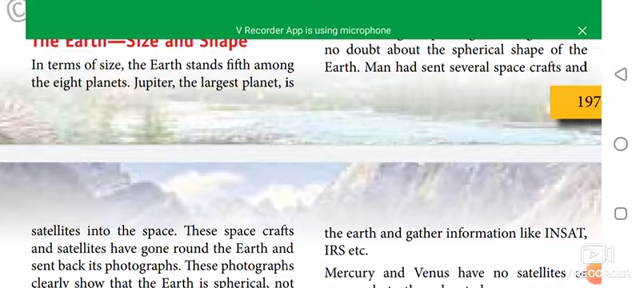 V Recorder App is using microphone
The Earth—Size and Shape
In terms of size, the Earth stands fifth among
the eight planets. Jupiter, the largest planet, is
no doubt about the spherical shape of the
Earth. Man had sent several space crafts and
197
satellites into the space. These space crafts
and satellites have gone round the Earth and
sent back its photographs. These photographs
clearly show that the Earth is spherical, not
the earth and gather information like INSAT,
IRS etc.
Mercury and Venus have no satellites
RECORDER